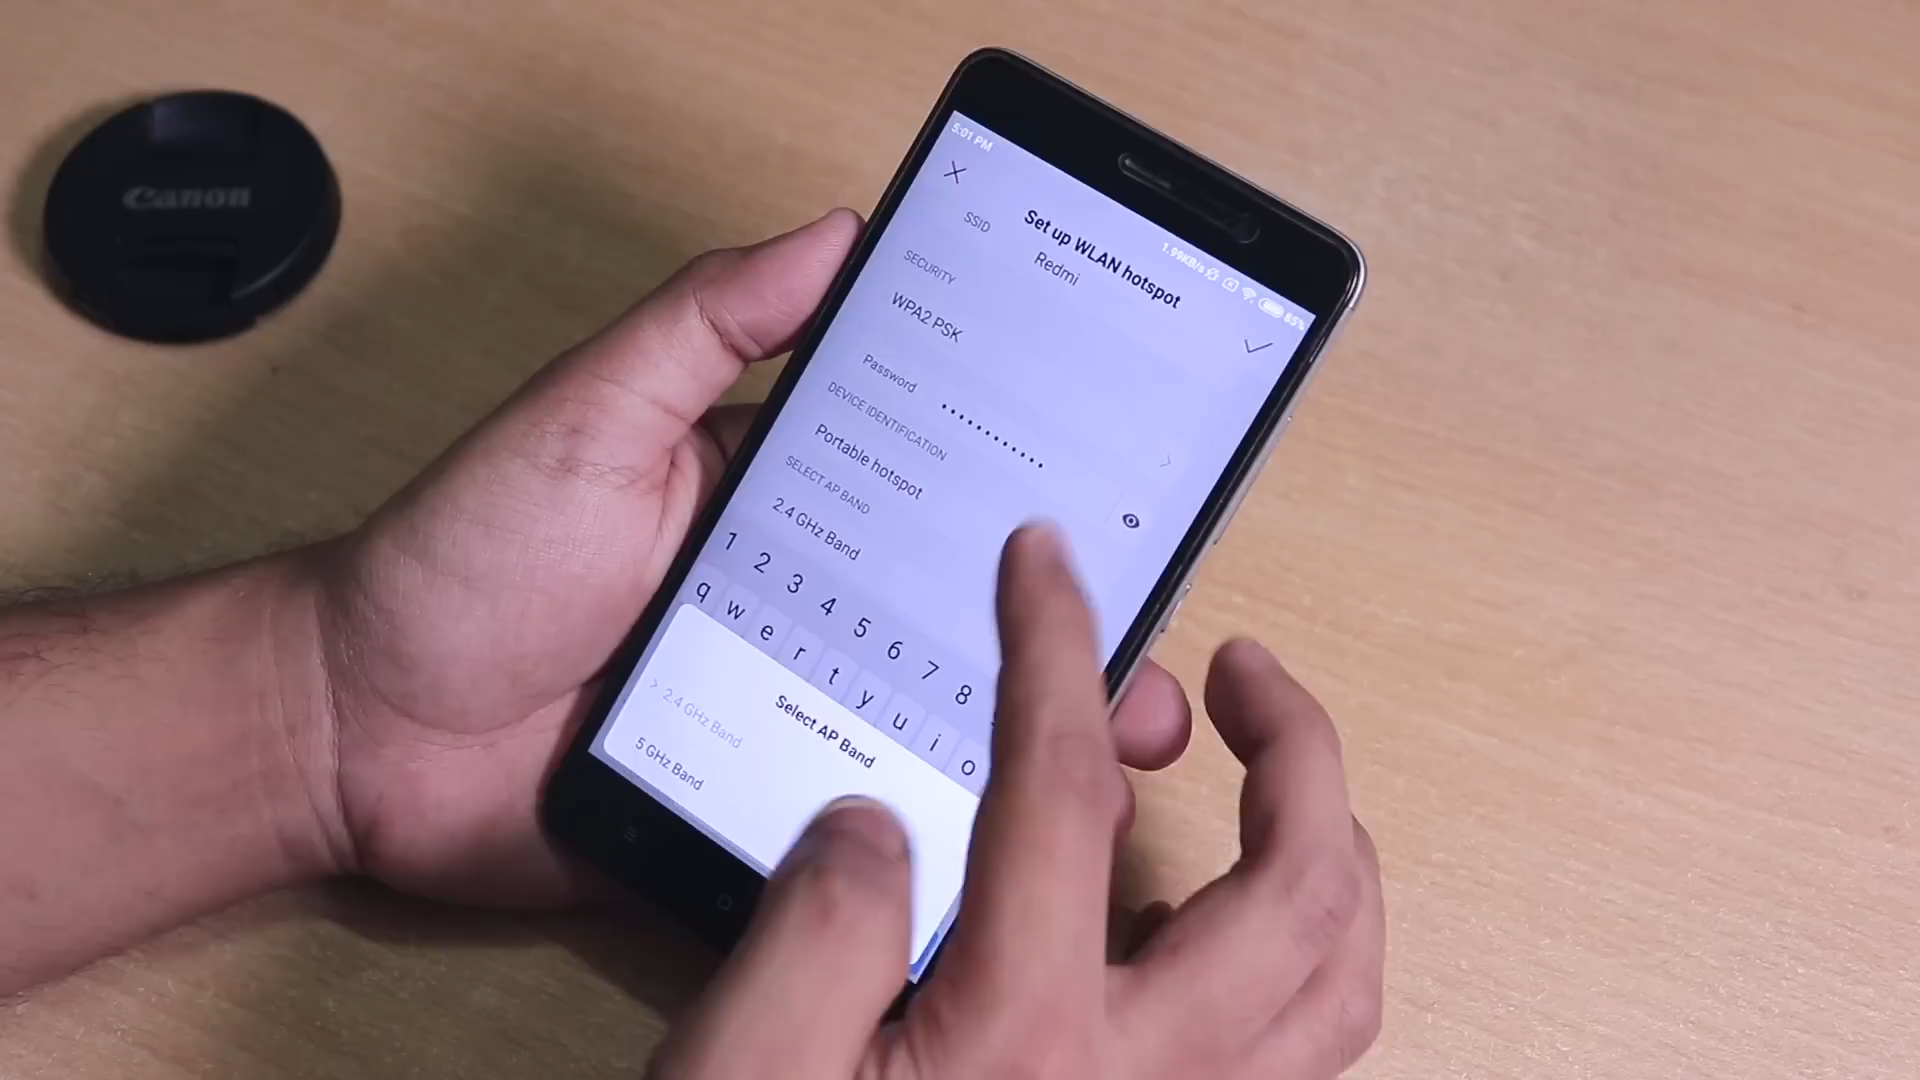 Canon
5:01 PM
1.99KB/s
85%
Set up WLAN hotspot
SSID
Redmi
SECURITY
WPA2 PSK
Password
••••••••••••
DEVICE IDENTIFICATION
Portable hotspot
SELECT AP BAND
2.4 GHz Band
1 2 3 4 5 6 7 8
q w e r t y u i o
Select AP Band
2.4 GHz Band
5 GHz Band